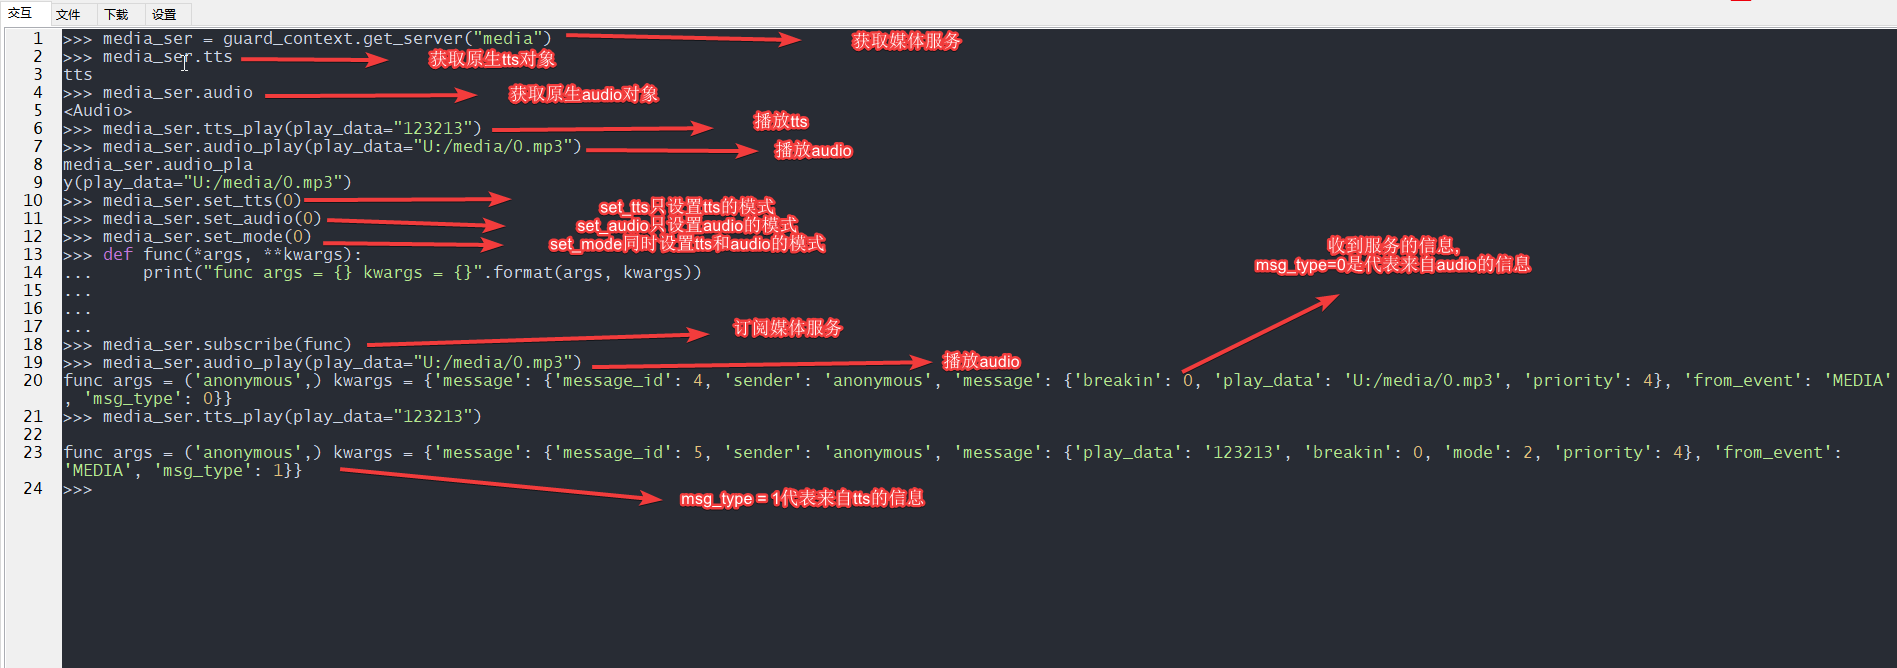 交互 文件 下载 设置
1 >>> media_ser = guard_context.get_server("media") 获取媒体服务
2 >>> media_ser.tts 获取原生tts对象
3 tts
4 >>> media_ser.audio 获取原生audio对象
5 <Audio>
6 >>> media_ser.tts_play(play_data="123213") 播放tts
7 >>> media_ser.audio_play(play_data="U:/media/0.mp3") 播放audio
8 media_ser.audio_pla
9 y(play_data="U:/media/0.mp3")
10 >>> media_ser.set_tts(0) set_tts只设置tts的模式
11 >>> media_ser.set_audio(0) set_audio只设置audio的模式
12 >>> media_ser.set_mode(0) set_mode同时设置tts和audio的模式
13 >>> def func(*args, **kwargs): 收到服务的信息,
14 ...     print("func args = {} kwargs = {}".format(args, kwargs)) msg_type=0是代表来自audio的信息
15 ...
16 ...
17 ...
18 >>> media_ser.subscribe(func) 订阅媒体服务
19 >>> media_ser.audio_play(play_data="U:/media/0.mp3") 播放audio
20 func args = ('anonymous',) kwargs = {'message': {'message_id': 4, 'sender': 'anonymous', 'message': {'breakin': 0, 'play_data': 'U:/media/0.mp3', 'priority': 4}, 'from_event': 'MEDIA'
, 'msg_type': 0}}
21 >>> media_ser.tts_play(play_data="123213")
22
23 func args = ('anonymous',) kwargs = {'message': {'message_id': 5, 'sender': 'anonymous', 'message': {'play_data': '123213', 'breakin': 0, 'mode': 2, 'priority': 4}, 'from_event':
'MEDIA', 'msg_type': 1}}
24 >>>
msg_type = 1代表来自tts的信息